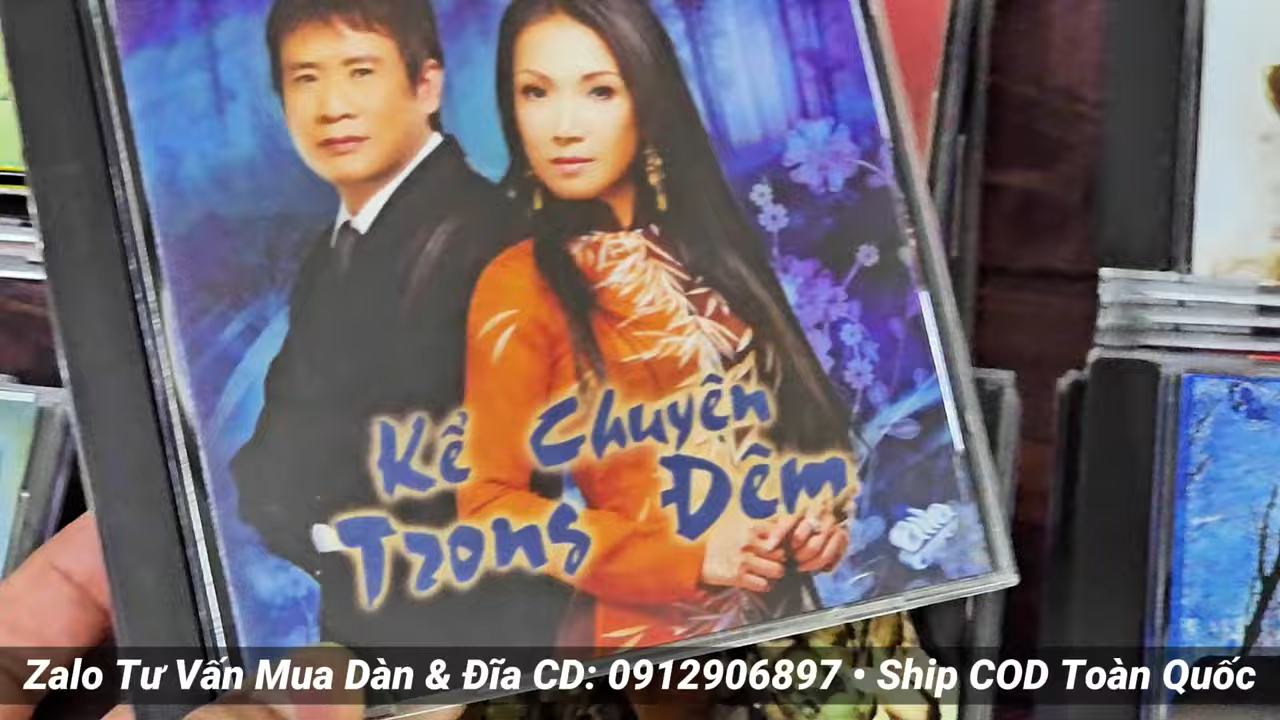 Kể Chuyện
Trong Đêm
Zalo Tư Vấn Mua Dàn & Đĩa CD: 0912906897 • Ship COD Toàn Quốc